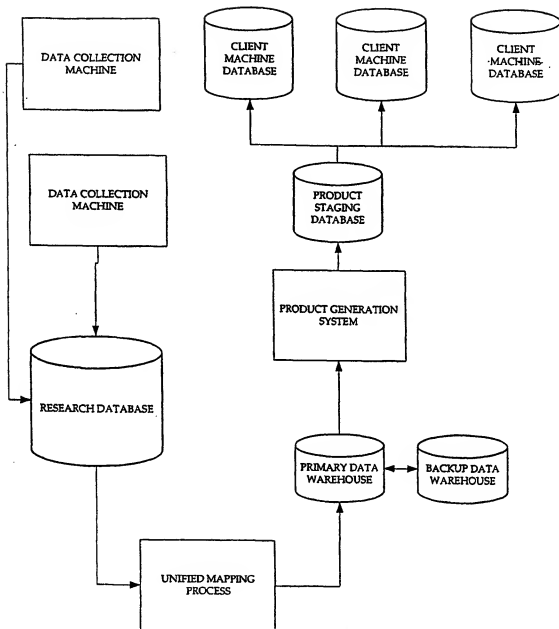 DATA COLLECTION
MACHINE
CLIENT
MACHINE
DATABASE
CLIENT
MACHINE
DATABASE
CLIENT
MACHINE
DATABASE
DATA COLLECTION
MACHINE
PRODUCT
STAGING
DATABASE
PRODUCT GENERATION
SYSTEM
RESEARCH DATABASE
PRIMARY DATA
WAREHOUSE
BACKUP DATA
WAREHOUSE
UNIFIED MAPPING
PROCESS